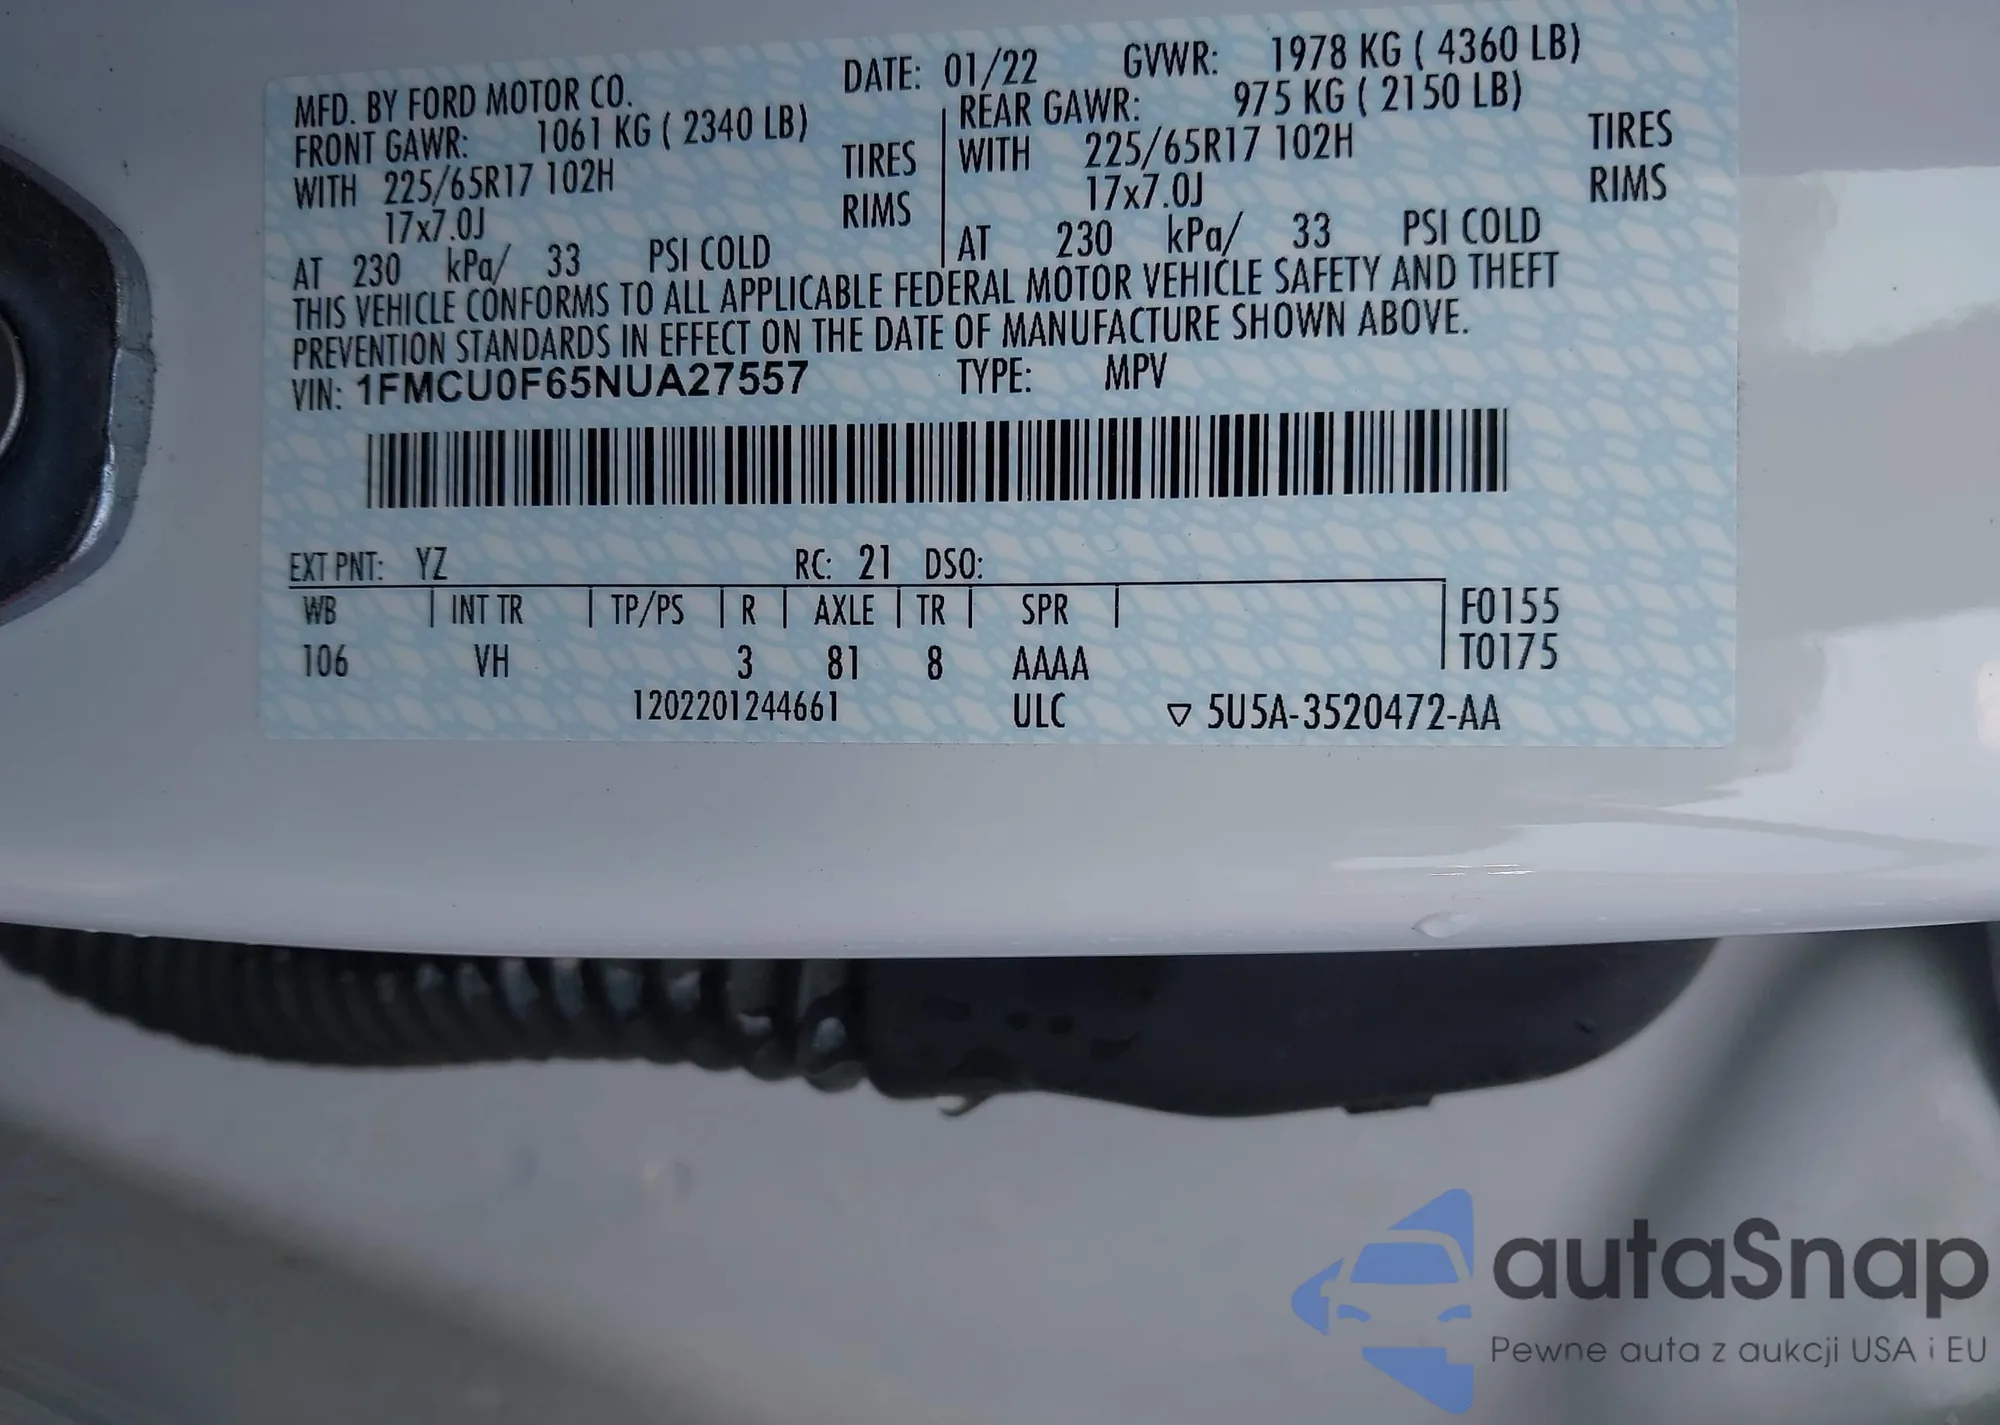 MFD. BY FORD MOTOR CO. DATE: 01/22 GVWR: 1978 KG ( 4360 LB)
FRONT GAWR: 1061 KG ( 2340 LB) REAR GAWR: 975 KG ( 2150 LB)
WITH 225/65R17 102H TIRES WITH 225/65R17 102H TIRES
17x7.0J RIMS 17x7.0J RIMS
AT 230 kPa/ 33 PSI COLD AT 230 kPa/ 33 PSI COLD
THIS VEHICLE CONFORMS TO ALL APPLICABLE FEDERAL MOTOR VEHICLE SAFETY AND THEFT
PREVENTION STANDARDS IN EFFECT ON THE DATE OF MANUFACTURE SHOWN ABOVE.
VIN: 1FMCU0F65NUA27557 TYPE: MPV
EXT PNT: YZ RC: 21 DSO:
WB INT TR TP/PS R AXLE TR SPR F0155
106 VH 3 81 8 AAAA T0175
1202201244661 ULC ▽ 5U5A-3520472-AA
autaSnap
Pewne auta z aukcji USA i EU